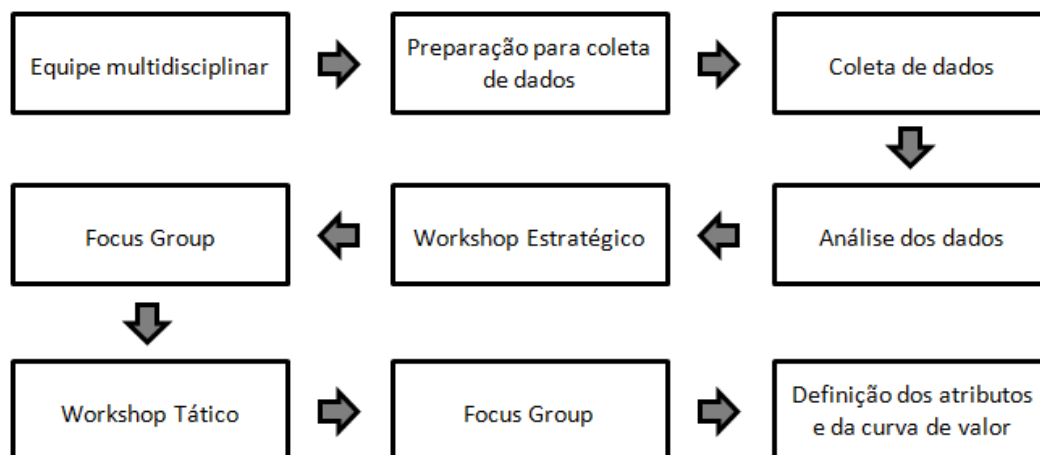 Equipe multidisciplinar
Preparação para coleta
de dados
Coleta de dados
Análise dos dados
Workshop Estratégico
Focus Group
Workshop Tático
Focus Group
Definição dos atributos
e da curva de valor